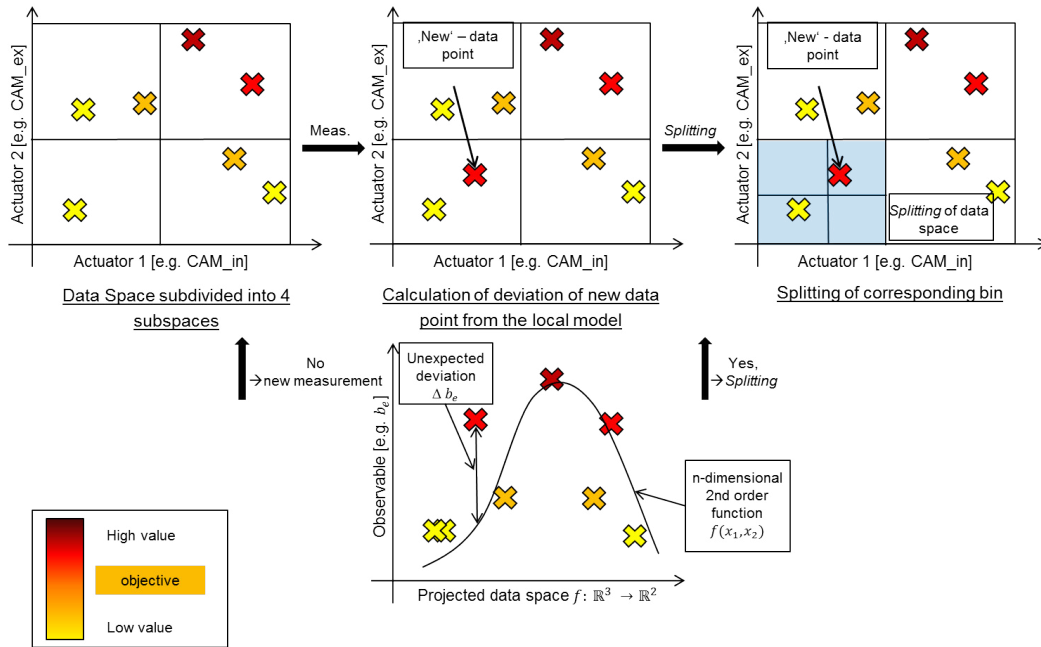 Actuator 2 [e.g. CAM_ex]
Actuator 1 [e.g. CAM_in]
Data Space subdivided into 4
subspaces
Meas.
Actuator 2 [e.g. CAM_ex]
‚New‘ – data
point
Actuator 1 [e.g. CAM_in]
Calculation of deviation of new data
point from the local model
Splitting
Actuator 2 [e.g. CAM_ex]
‚New‘ - data
point
Splitting of data
space
Actuator 1 [e.g. CAM_in]
Splitting of corresponding bin
No
→new measurement
Yes,
→Splitting
Observable [e.g. b_e]
Unexpected
deviation
Δ b_e
n-dimensional
2nd order
function
f(x₁,x₂)
Projected data space f: ℝ³ → ℝ²
High value
objective
Low value